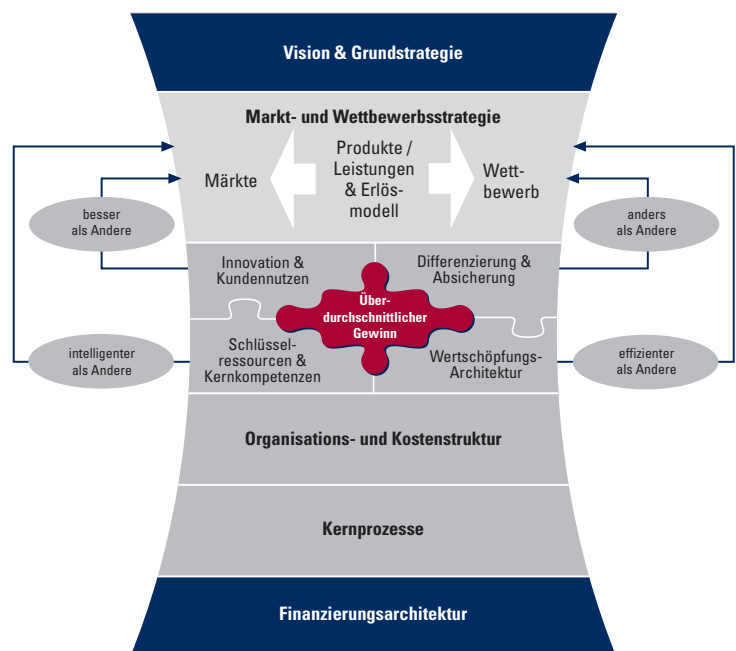 Vision & Grundstrategie
Markt- und Wettbewerbsstrategie
Märkte
Produkte /
Leistungen
& Erlös-
modell
Wett-
bewerb
besser
als Andere
anders
als Andere
Innovation &
Kundennutzen
Differenzierung &
Absicherung
Über-
durchschnittlicher
Gewinn
intelligenter
als Andere
Schlüssel-
ressourcen &
Kernkompetenzen
Wertschöpfungs-
Architektur
effizienter
als Andere
Organisations- und Kostenstruktur
Kernprozesse
Finanzierungsarchitektur